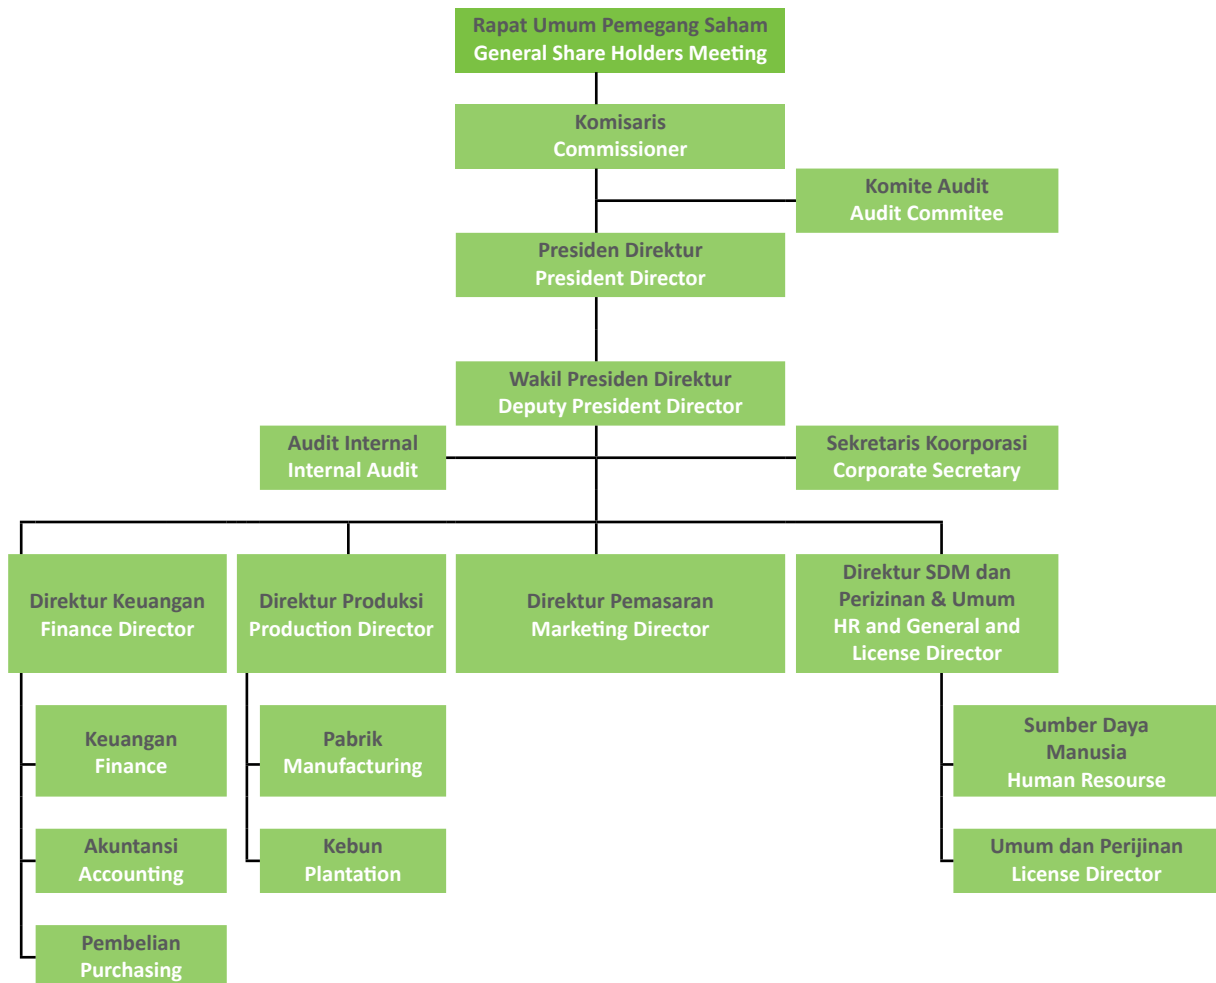 Rapat Umum Pemegang Saham
General Share Holders Meeting
Komisaris
Commissioner
Komite Audit
Audit Commitee
Presiden Direktur
President Director
Wakil Presiden Direktur
Deputy President Director
Audit Internal
Internal Audit
Sekretaris Koorporasi
Corporate Secretary
Direktur Keuangan
Finance Director
Direktur Produksi
Production Director
Direktur Pemasaran
Marketing Director
Direktur SDM dan
Perizinan & Umum
HR and General and
License Director
Keuangan
Finance
Pabrik
Manufacturing
Sumber Daya
Manusia
Human Resourse
Akuntansi
Accounting
Kebun
Plantation
Umum dan Perijinan
License Director
Pembelian
Purchasing